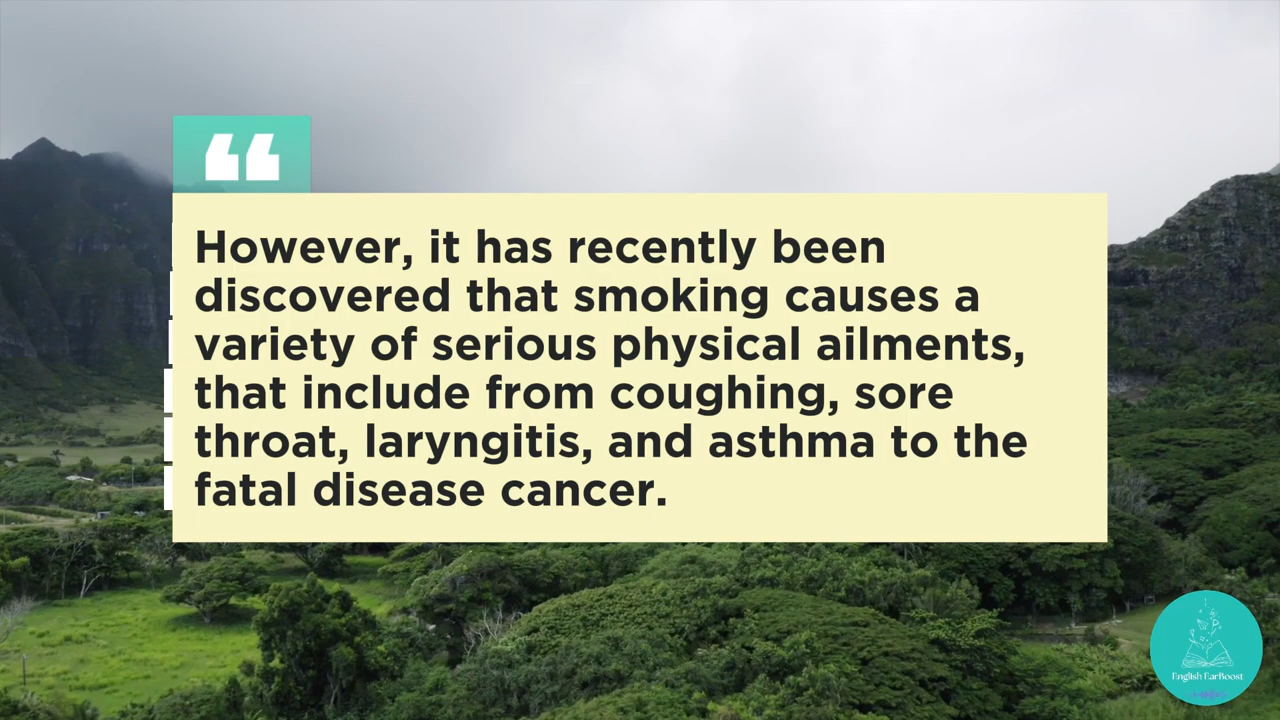 “
However, it has recently been
discovered that smoking causes a
variety of serious physical ailments,
that include from coughing, sore
throat, laryngitis, and asthma to the
fatal disease cancer.
English EarBoost